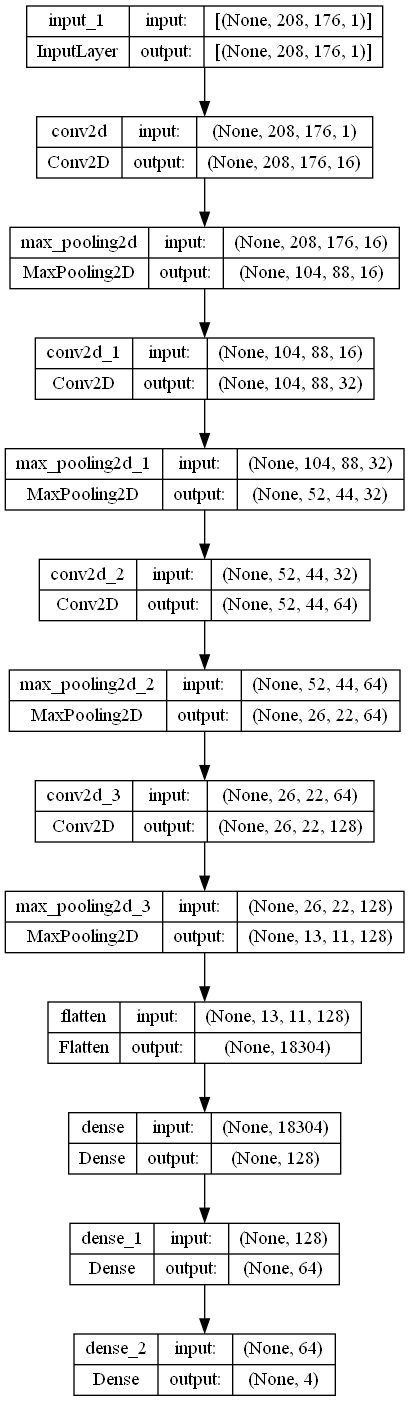 input_1 input: [(None, 208, 176, 1)]
InputLayer output: [(None, 208, 176, 1)]
conv2d input: (None, 208, 176, 1)
Conv2D output: (None, 208, 176, 16)
max_pooling2d input: (None, 208, 176, 16)
MaxPooling2D output: (None, 104, 88, 16)
conv2d_1 input: (None, 104, 88, 16)
Conv2D output: (None, 104, 88, 32)
max_pooling2d_1 input: (None, 104, 88, 32)
MaxPooling2D output: (None, 52, 44, 32)
conv2d_2 input: (None, 52, 44, 32)
Conv2D output: (None, 52, 44, 64)
max_pooling2d_2 input: (None, 52, 44, 64)
MaxPooling2D output: (None, 26, 22, 64)
conv2d_3 input: (None, 26, 22, 64)
Conv2D output: (None, 26, 22, 128)
max_pooling2d_3 input: (None, 26, 22, 128)
MaxPooling2D output: (None, 13, 11, 128)
flatten input: (None, 13, 11, 128)
Flatten output: (None, 18304)
dense input: (None, 18304)
Dense output: (None, 128)
dense_1 input: (None, 128)
Dense output: (None, 64)
dense_2 input: (None, 64)
Dense output: (None, 4)